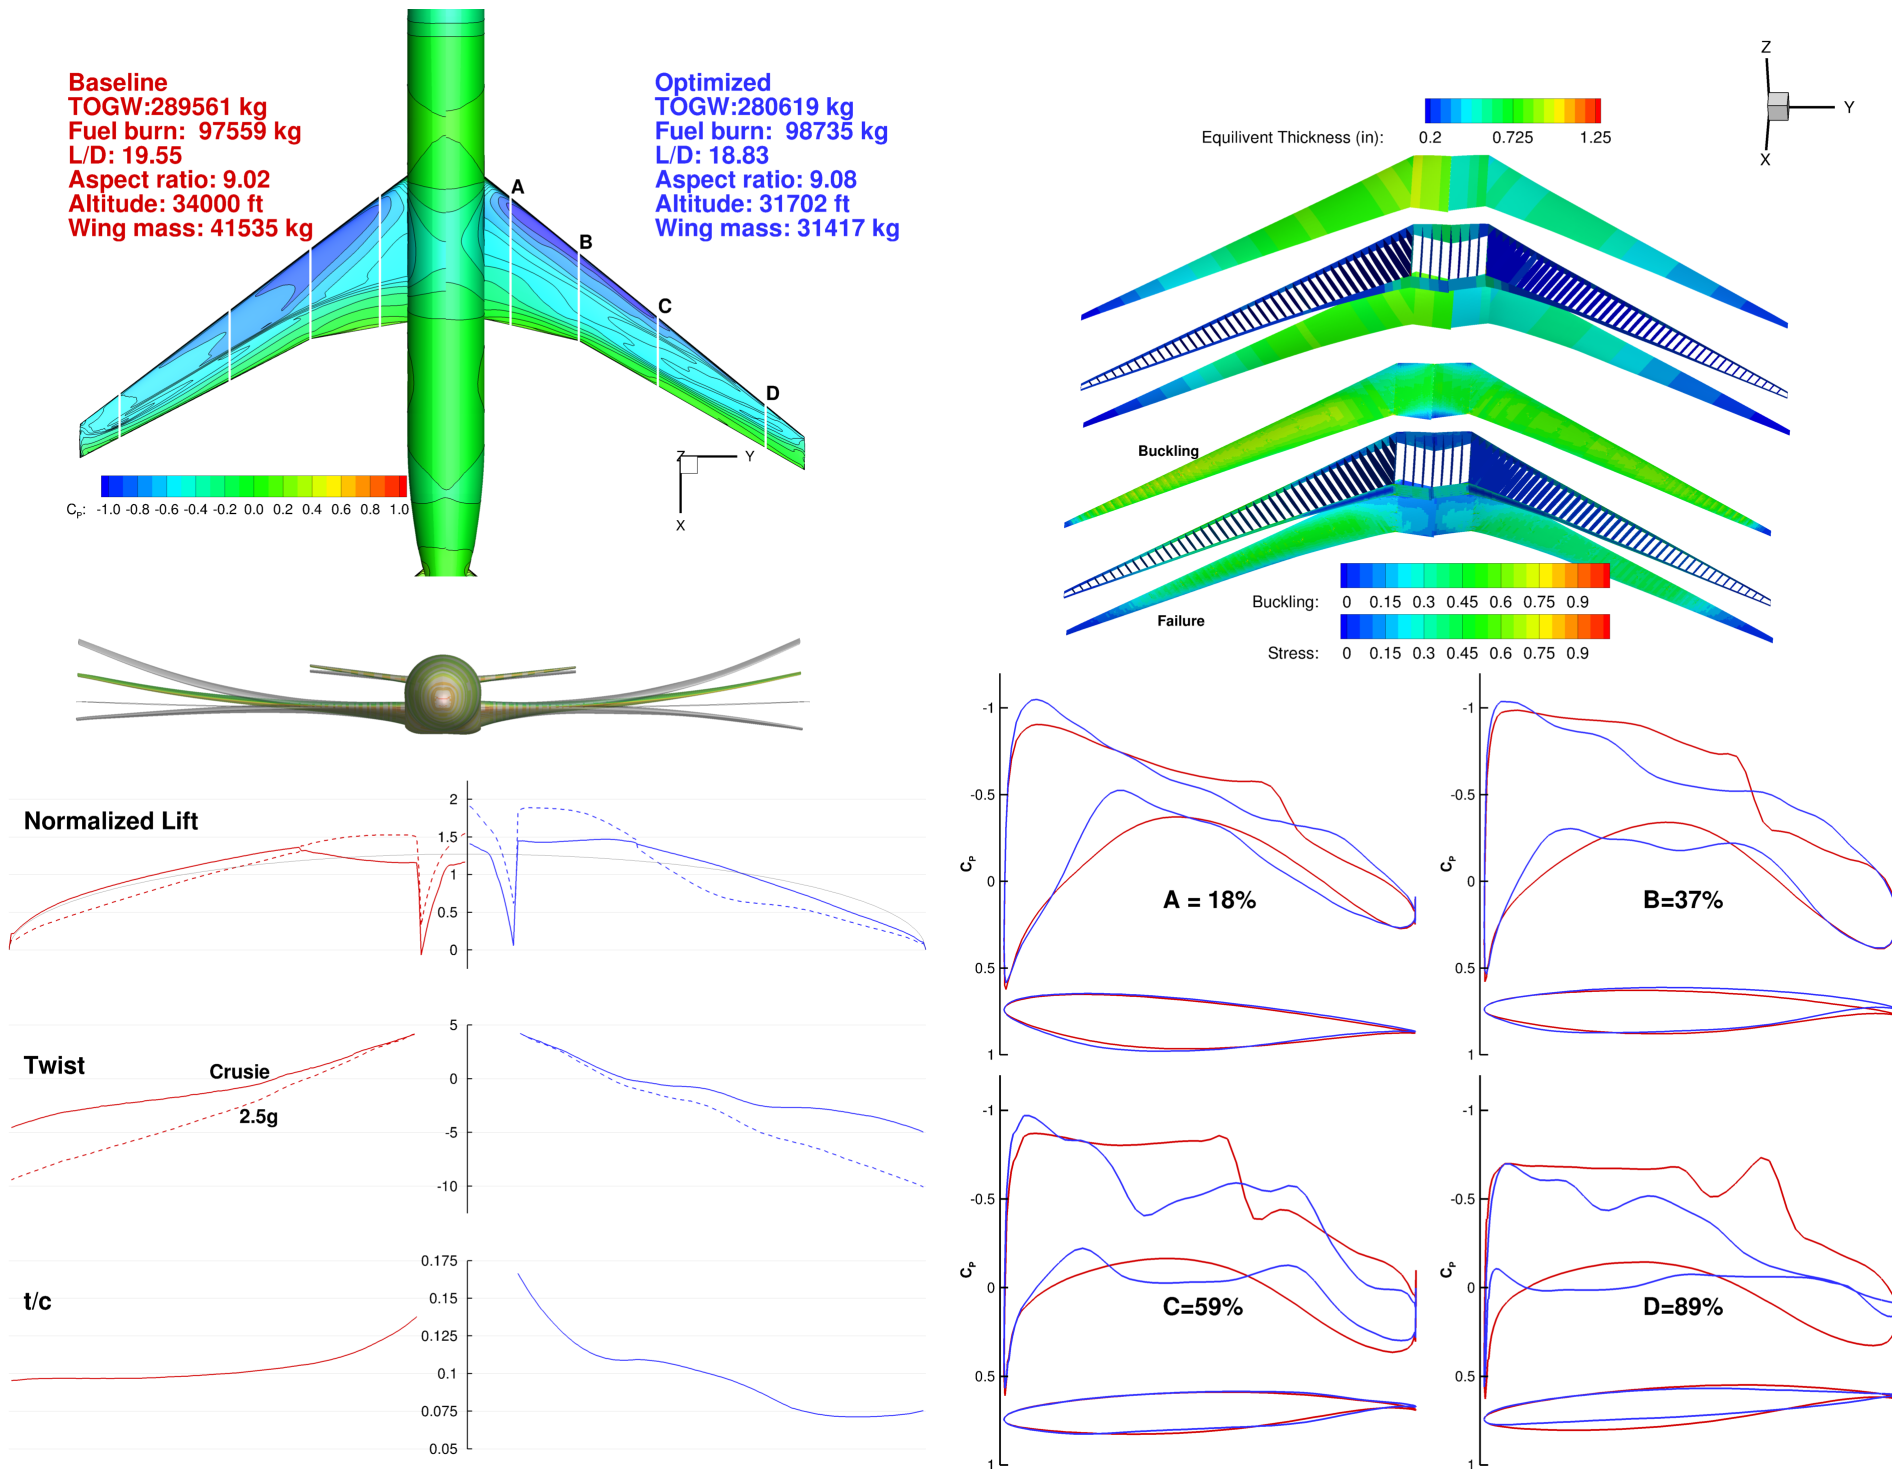 Baseline
TOGW:289561 kg
Fuel burn: 97559 kg
L/D: 19.55
Aspect ratio: 9.02
Altitude: 34000 ft
Wing mass: 41535 kg
Optimized
TOGW:280619 kg
Fuel burn: 98735 kg
L/D: 18.83
Aspect ratio: 9.08
Altitude: 31702 ft
Wing mass: 31417 kg
A
B
C
D
Z Y
X
CP: -1.0 -0.8 -0.6 -0.4 -0.2 0.0 0.2 0.4 0.6 0.8 1.0
Z
Y
X
Equilivent Thickness (in): 0.2 0.725 1.25
Buckling
Buckling: 0 0.15 0.3 0.45 0.6 0.75 0.9
Failure
Stress: 0 0.15 0.3 0.45 0.6 0.75 0.9
Normalized Lift
2
1.5
1
0.5
0
Twist
Crusie
2.5g
5
0
-5
-10
t/c
0.175
0.15
0.125
0.1
0.075
0.05
-1
-0.5
0
0.5
1
CP
A = 18%
-1
-0.5
0
0.5
1
CP
B=37%
-1
-0.5
0
0.5
1
CP
C=59%
-1
-0.5
0
0.5
1
CP
D=89%